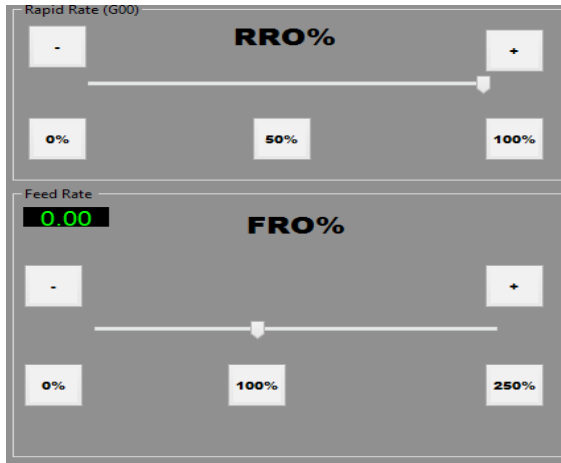 Rapid Rate (G00)
- RRO% +
0% 50% 100%
Feed Rate
0.00
FRO%
- +
0% 100% 250%